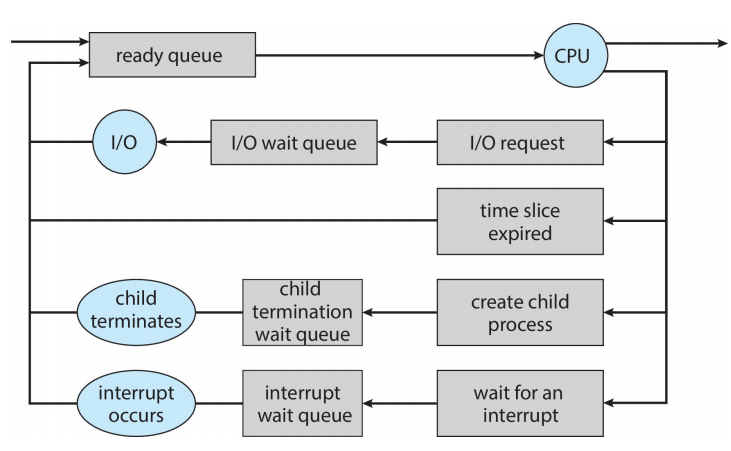 ready queue
CPU
I/O
I/O wait queue
I/O request
time slice
expired
child
terminates
child
termination
wait queue
create child
process
interrupt
occurs
interrupt
wait queue
wait for an
interrupt